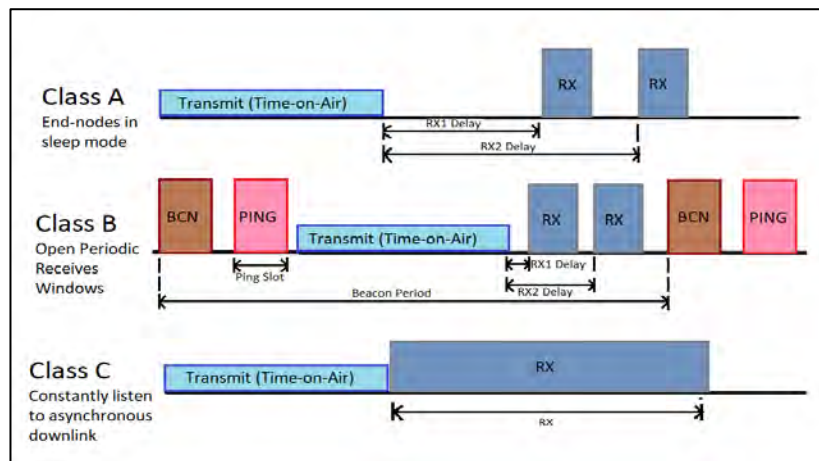 Class A
End-nodes in
sleep mode
Transmit (Time-on-Air)
RX
RX
RX1 Delay
RX2 Delay
Class B
Open Periodic
Receives
Windows
BCN
PING
Transmit (Time-on-Air)
RX
RX
BCN
PING
Ping Slot
RX1 Delay
RX2 Delay
Beacon Period
Class C
Constantly listen
to asynchronous
downlink
Transmit (Time-on-Air)
RX
RX